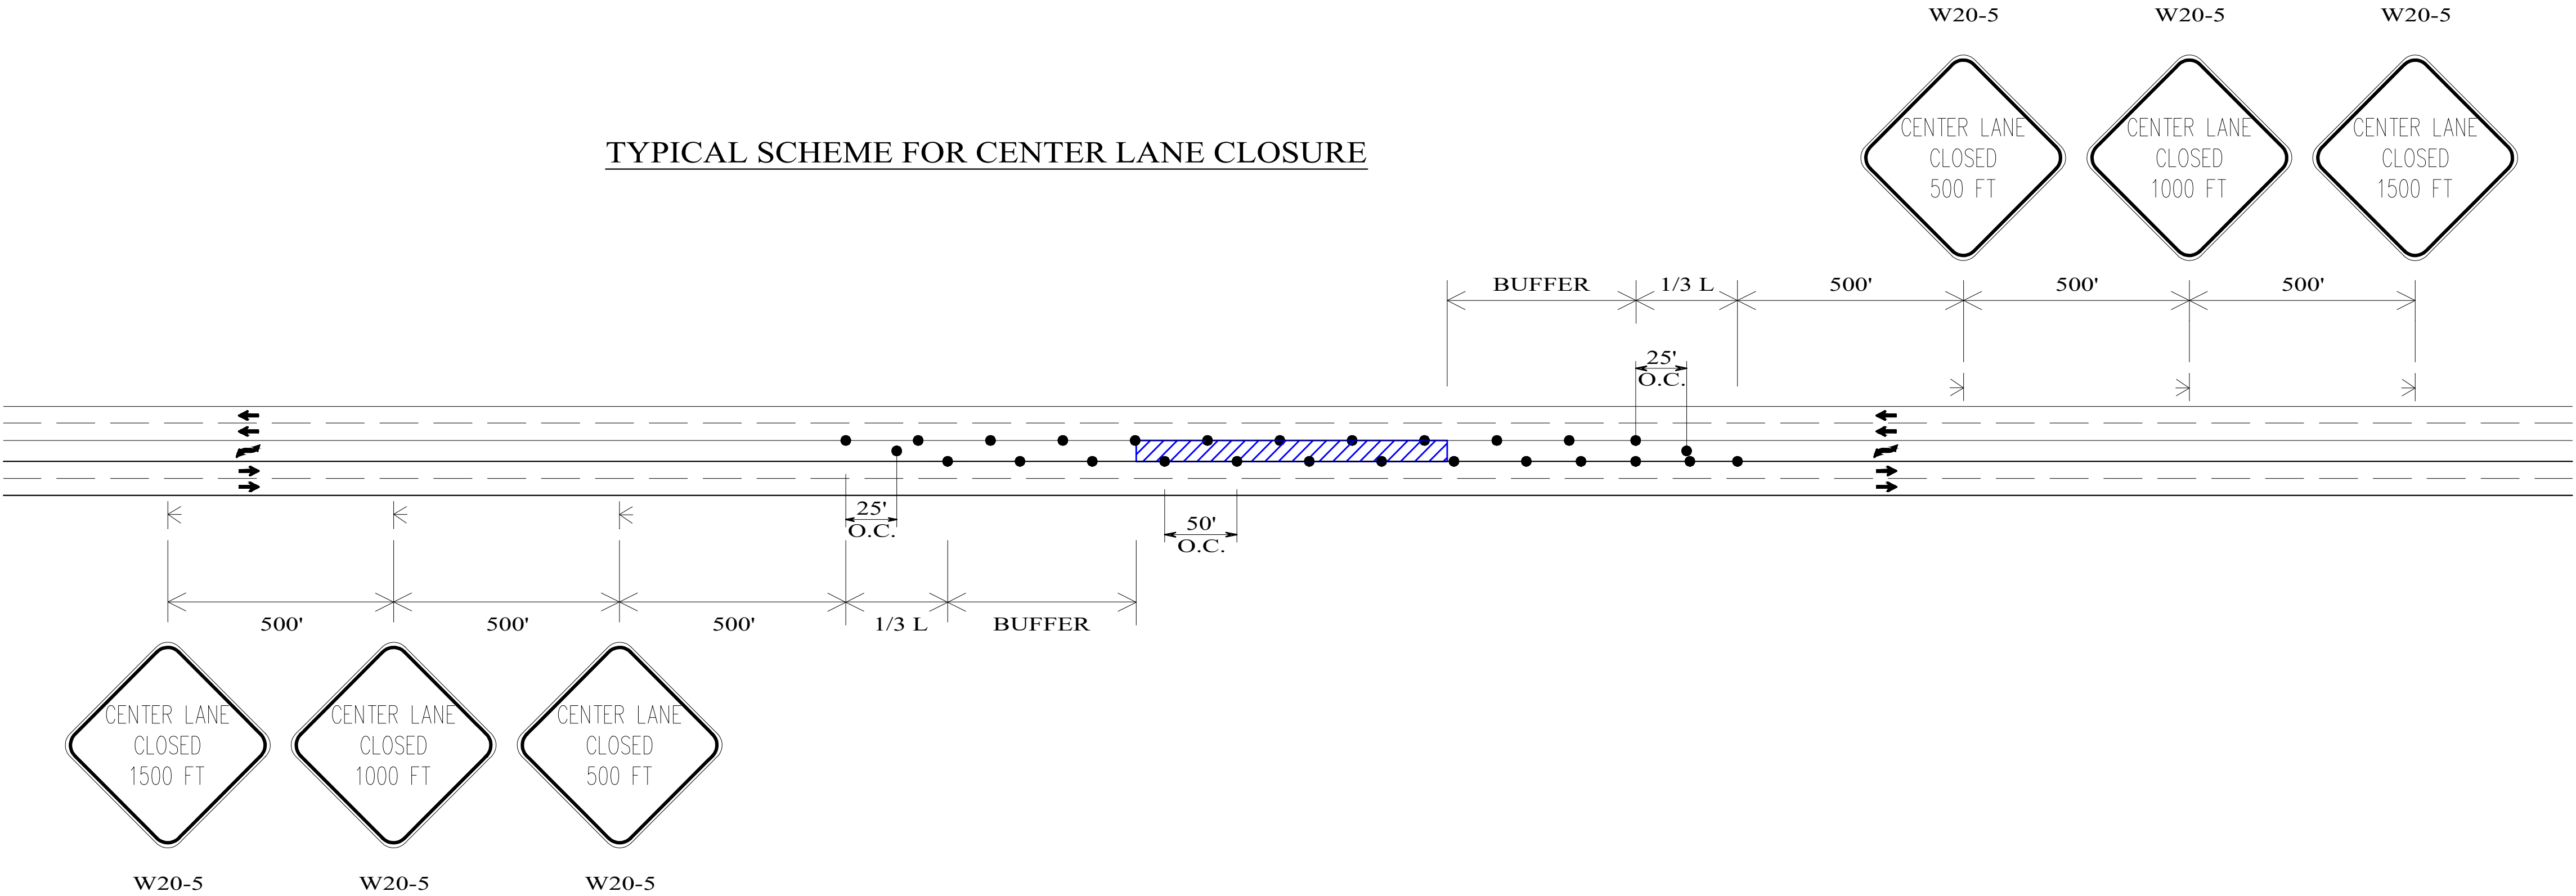 W20-5 W20-5 W20-5
TYPICAL SCHEME FOR CENTER LANE CLOSURE
CENTER LANE
CLOSED
500 FT
CENTER LANE
CLOSED
1000 FT
CENTER LANE
CLOSED
1500 FT
BUFFER 1/3 L 500' 500' 500'
25'
O.C.
25'
O.C.
50'
O.C.
500' 500' 500' 1/3 L BUFFER
CENTER LANE
CLOSED
1500 FT
CENTER LANE
CLOSED
1000 FT
CENTER LANE
CLOSED
500 FT
W20-5 W20-5 W20-5